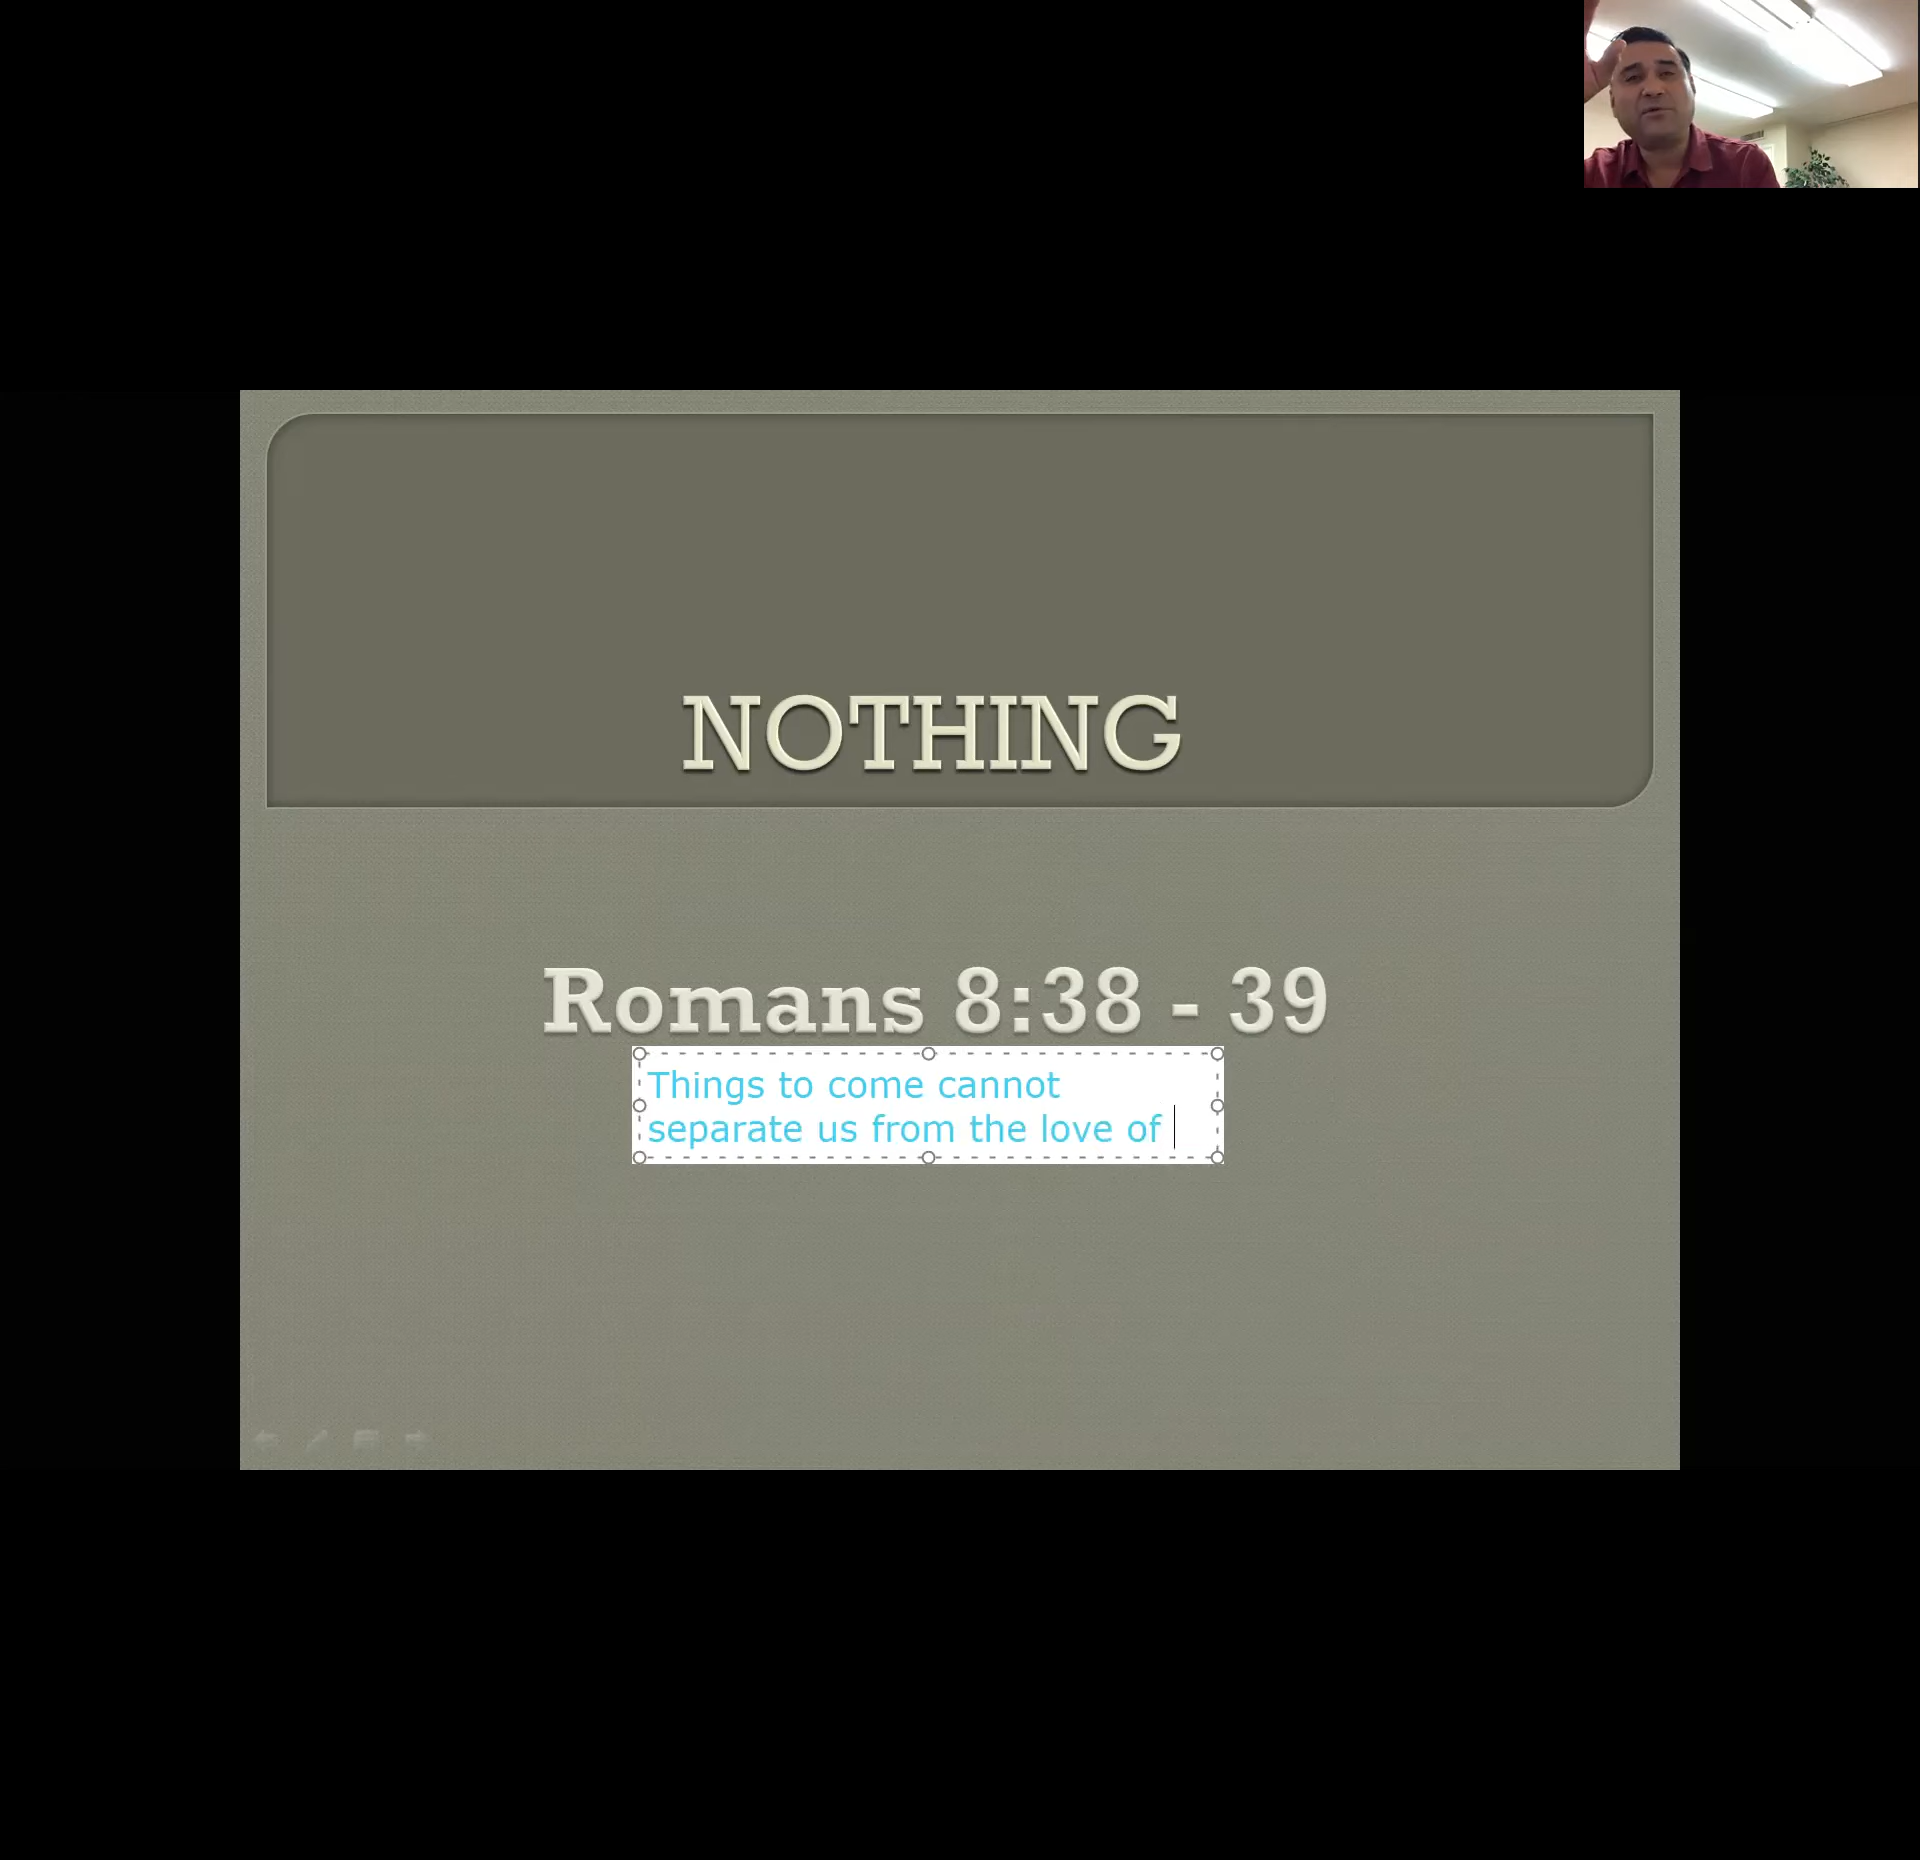 NOTHING
Romans 8:38 - 39
Things to come cannot
separate us from the love of